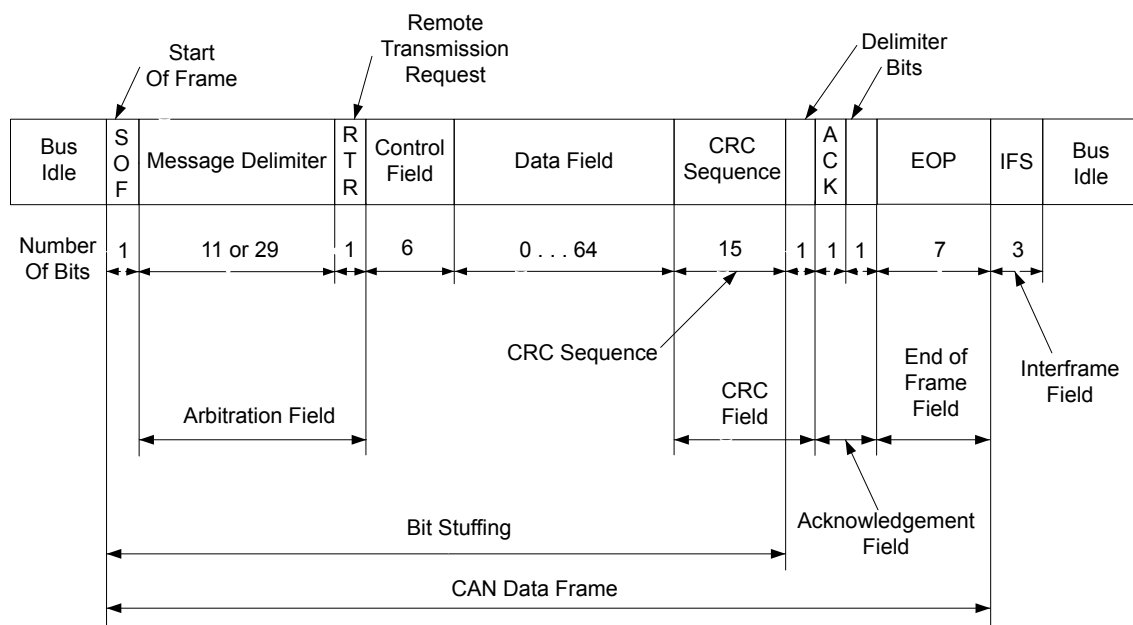 Start
Of Frame
Remote
Transmission
Request
Delimiter
Bits
Bus
Idle
S
O
F
Message Delimiter
R
T
R
Control
Field
Data Field
CRC
Sequence
A
C
K
EOP
IFS
Bus
Idle
Number
Of Bits
1
11 or 29
1
6
0 . . . 64
15
1
1
1
7
3
CRC Sequence
Arbitration Field
CRC
Field
End of
Frame
Field
Interframe
Field
Bit Stuffing
Acknowledgement
Field
CAN Data Frame